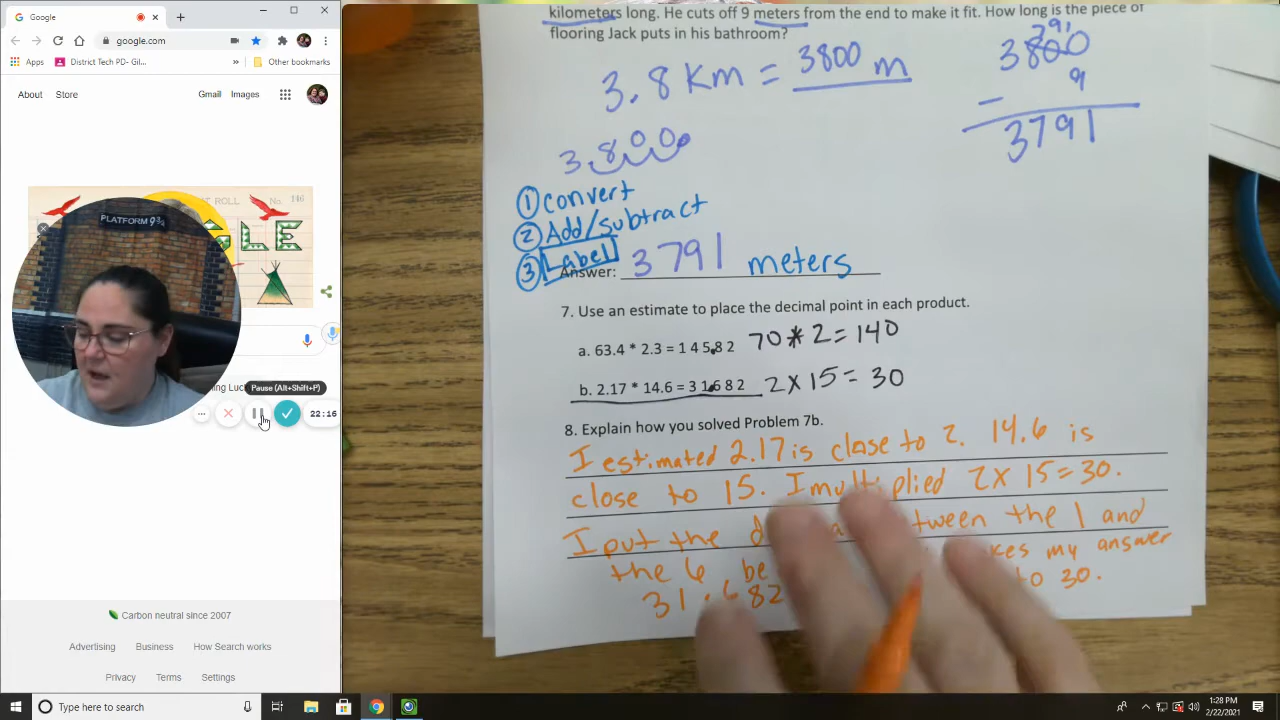 Google
google.com
Apps
District Tech PD- Gil...
Other bookmarks
About
Store
Gmail
Images
ROLL
No. 146
PLATFORM 9¾
GLE
Pause (Alt+Shift+P)
22:16
Carbon neutral since 2007
Advertising
Business
How Search works
Privacy
Terms
Settings
kilometers long. He cuts off 9 meters from the end to make it fit. How long is the piece of
flooring Jack puts in his bathroom?
3.8 Km = 3800 m
3.800
3800
791
- 9
3791
① Convert
② Add/subtract
③ Label
Answer: 3791 meters
7. Use an estimate to place the decimal point in each product.
a. 63.4 * 2.3 = 1 4 5.8 2 70 * 2 = 140
b. 2.17 * 14.6 = 3 1.6 8 2 2 x 15 = 30
8. Explain how you solved Problem 7b.
I estimated 2.17 is close to 2. 14.6 is
close to 15. I multiplied 2 x 15 = 30.
I put the between the 1 and
the 6 my answer
31.682 to 30.
Type here to search
1:28 PM
2/22/2021